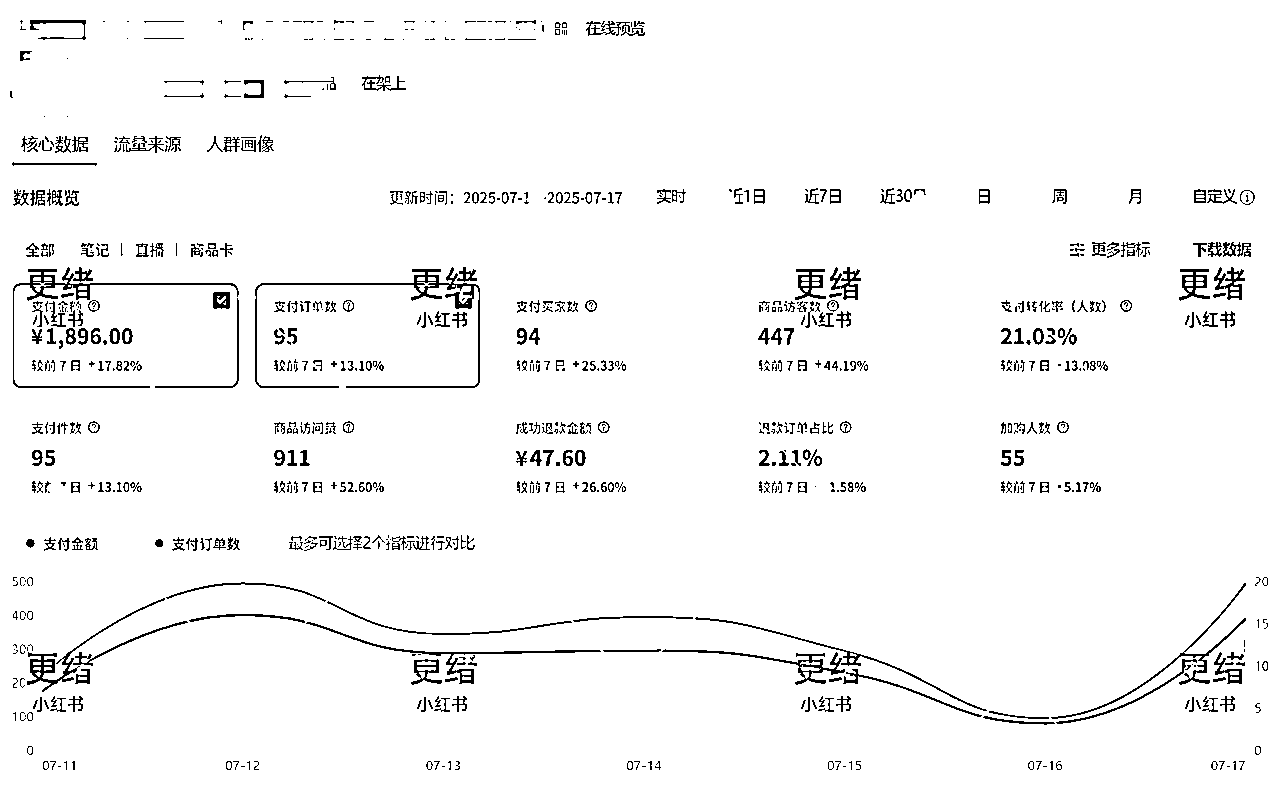 在线预览
在架上
核心数据 流量来源 人群画像
数据概览 更新时间: 2025-07-1 -2025-07-17 实时 近1日 近7日 近30 日 周 月 自定义
全部 笔记 | 直播 | 商品卡 更多指标 下载数据
更绪 更绪 更绪 更绪
支付金额 支付订单数 支付买家数 商品访客数 支付转化率（人数）
小红书 小红书 小红书 小红书
¥1,896.00 95 94 447 21.03%
较前7日 +17.82% 较前7日 +13.10% 较前7日 +25.33% 较前7日 +44.19% 较前7日 -13.08%
支付件数 商品访问量 成功退款金额 退款订单占比 加购人数
95 911 ¥47.60 2.11% 55
较前7日 +13.10% 较前7日 +52.60% 较前7日 +26.60% 较前7日 1.58% 较前7日 -5.17%
支付金额 支付订单数 最多可选择2个指标进行对比
500 20
400 15
300
更绪 更绪 更绪 更绪
10
小红书 小红书 小红书 小红书
100 5
0 0
07-11 07-12 07-13 07-14 07-15 07-16 07-17